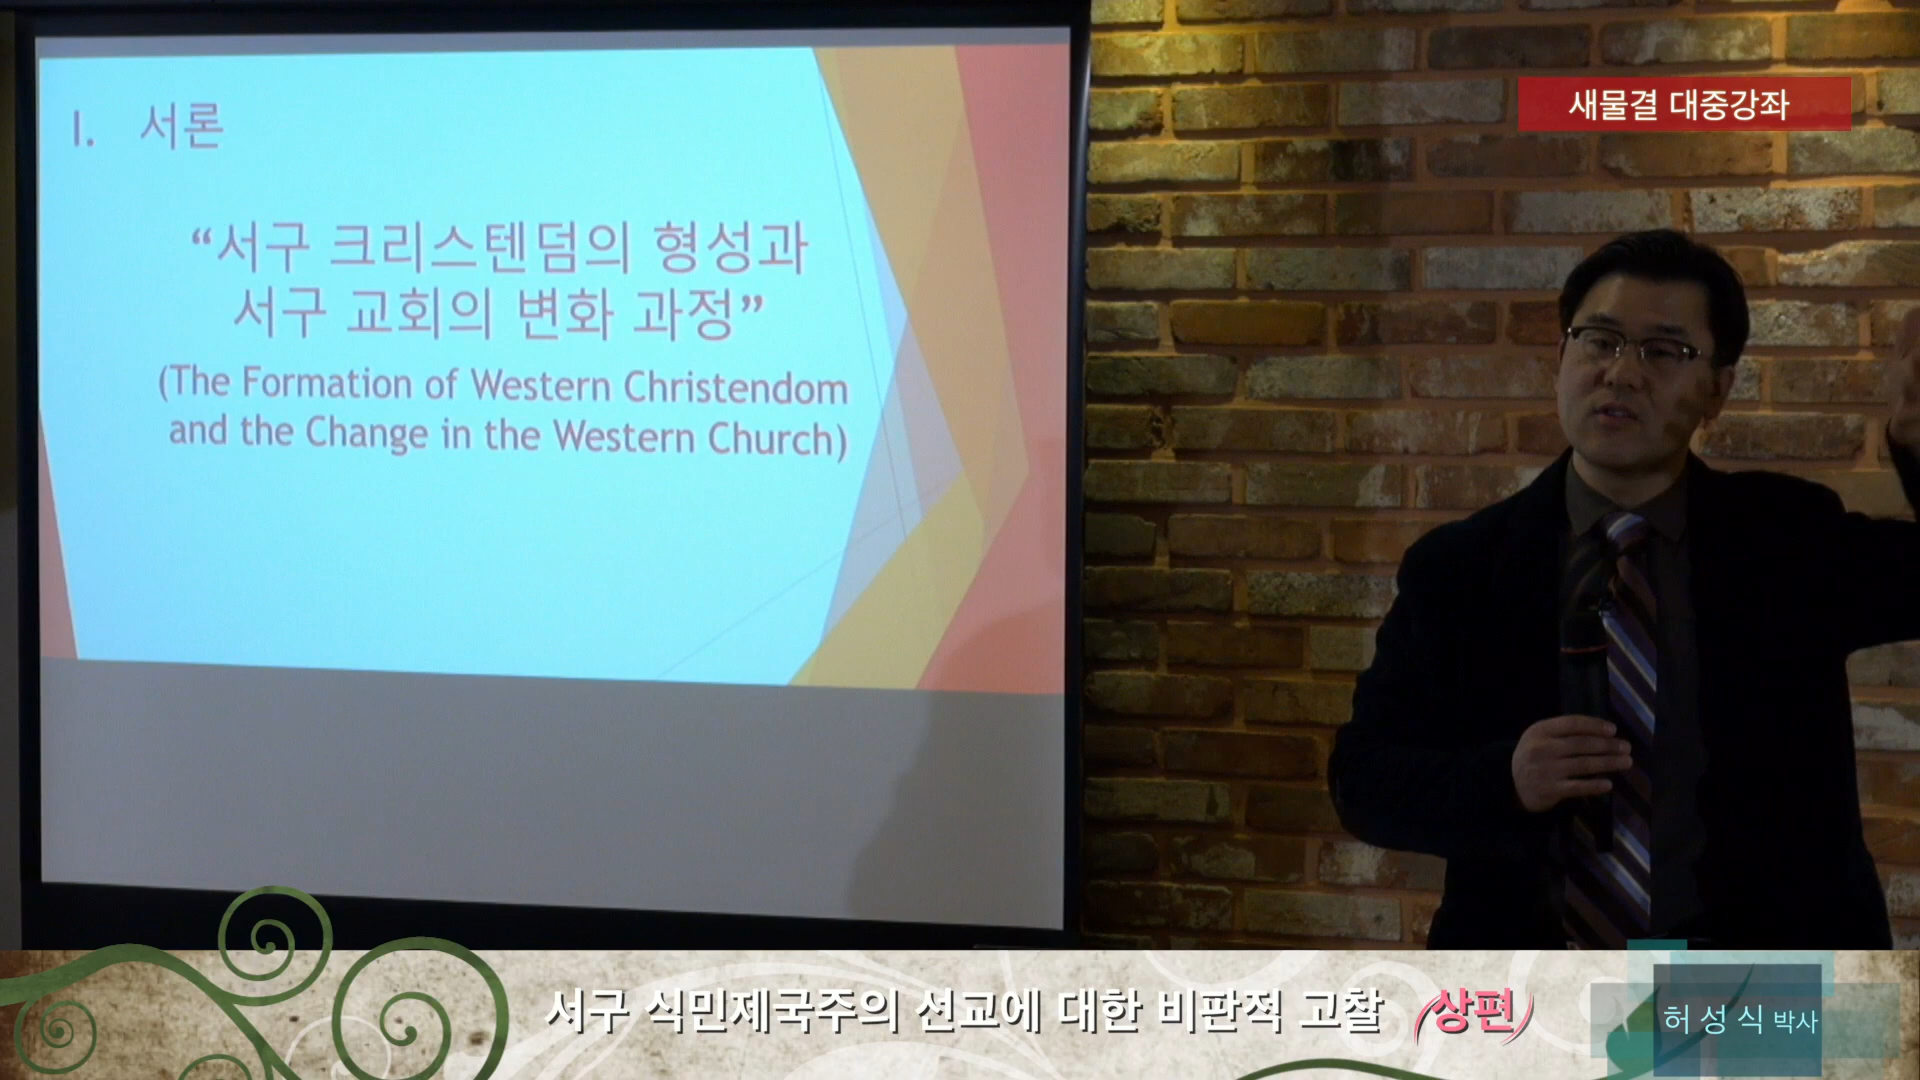 I. 서론
“서구 크리스텐덤의 형성과
서구 교회의 변화 과정”
(The Formation of Western Christendom
and the Change in the Western Church)
새물결 대중강좌
서구 식민제국주의 선교에 대한 비판적 고찰 (상편)
허성식 박사